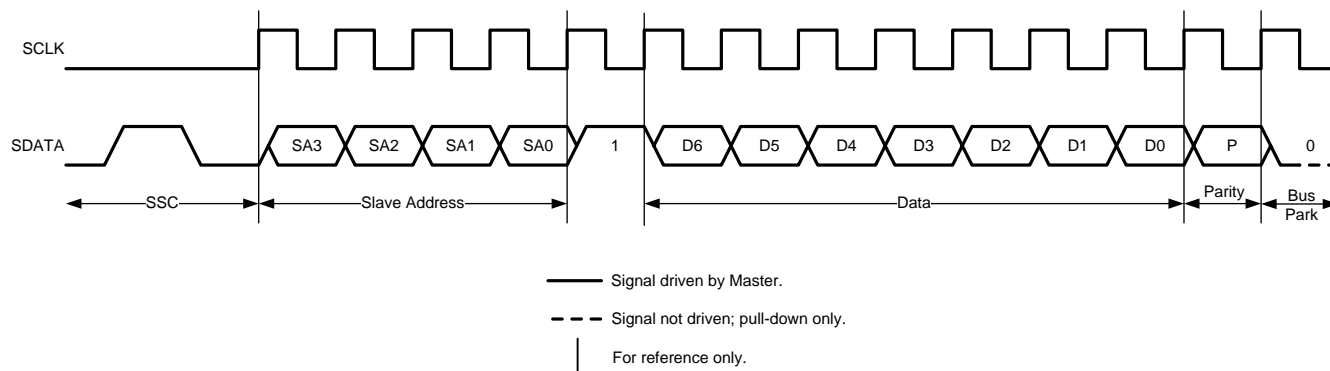 SCLK
SDATA SA3 SA2 SA1 SA0 1 D6 D5 D4 D3 D2 D1 D0 P 0
SSC Slave Address Data Parity Bus
Park
Signal driven by Master.
Signal not driven; pull-down only.
For reference only.